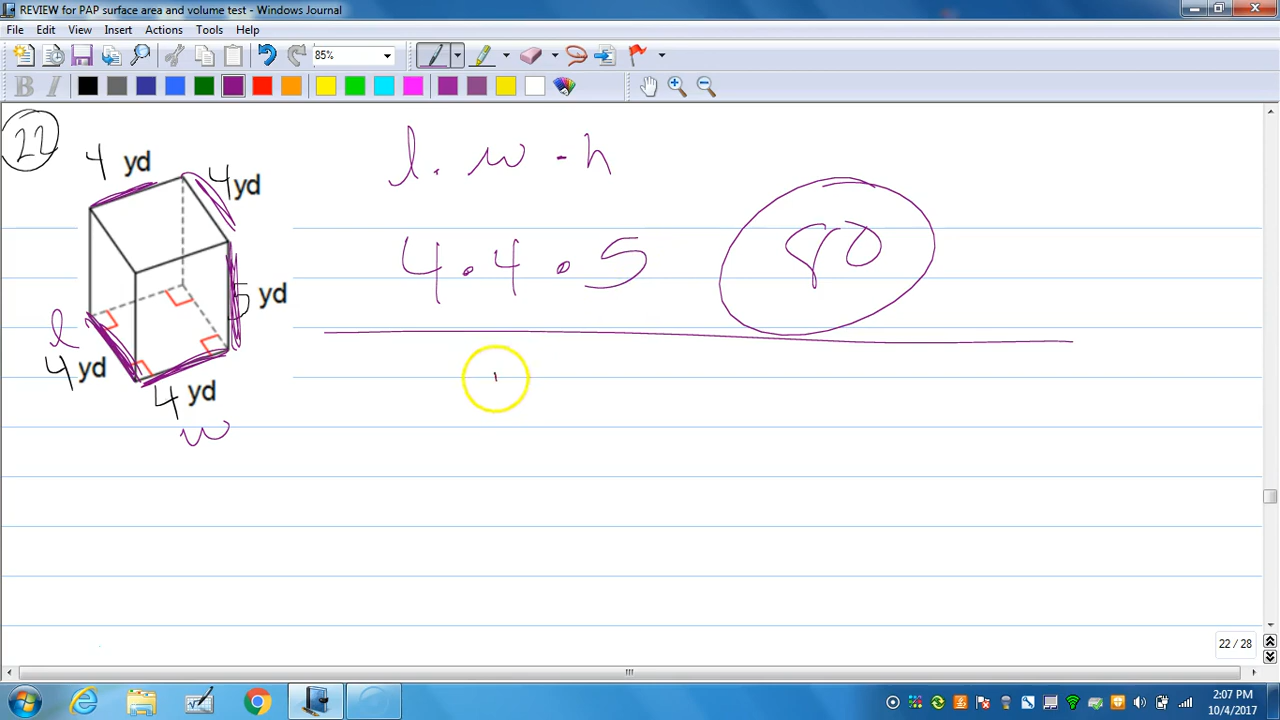 REVIEW for PAP surface area and volume test - Windows Journal
File Edit View Insert Actions Tools Help
85%
B I
22
4 yd
4 yd
5 yd
l
4 yd
4 yd
w
l · w · h
4 · 4 · 5
80
22 / 28
2:07 PM
10/4/2017